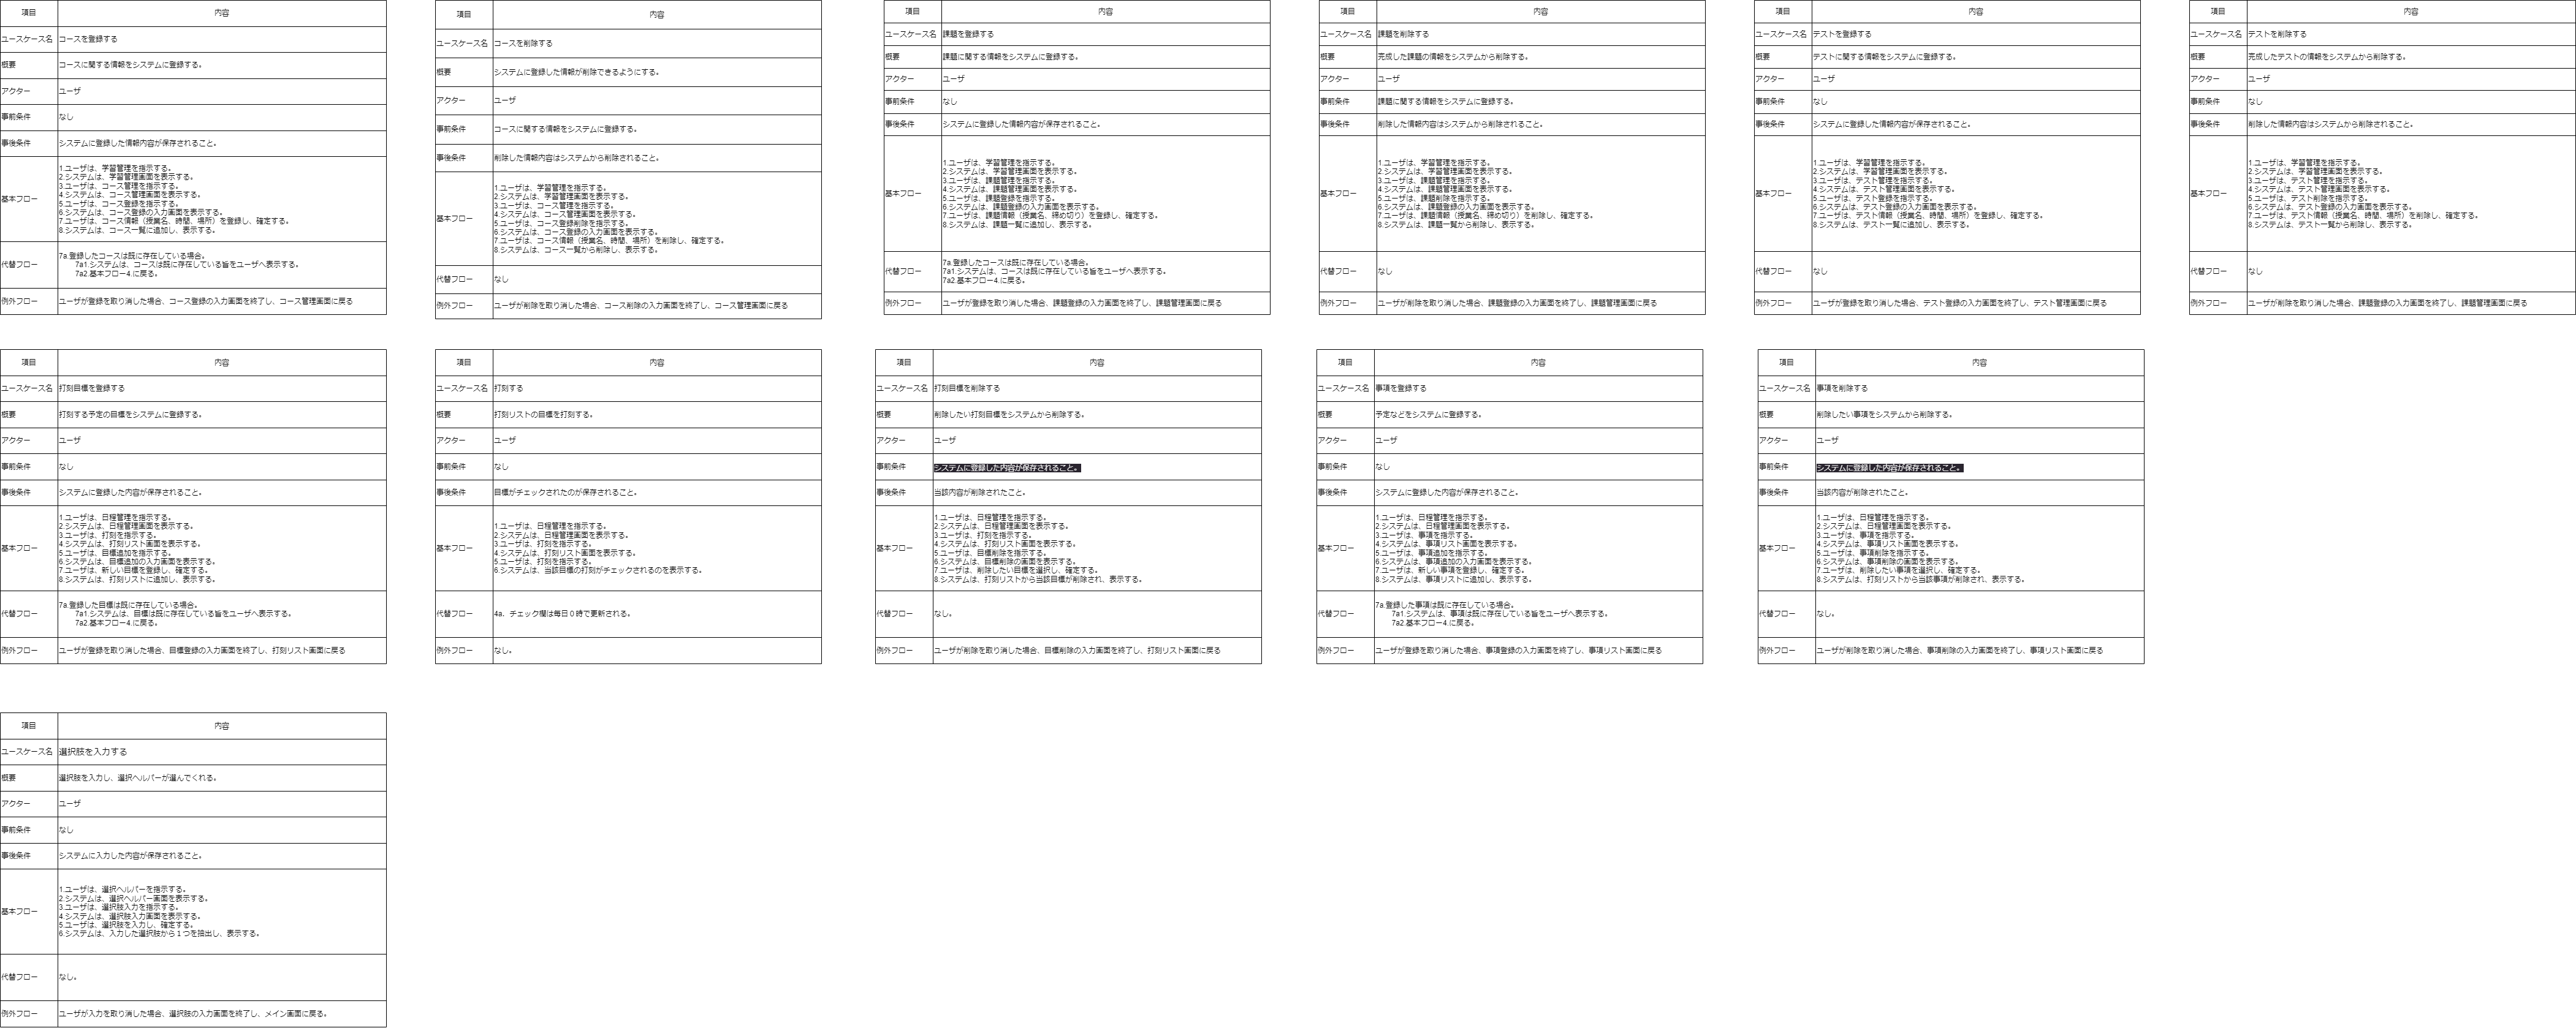 項目 内容
ユースケース名 コースを登録する
概要 コースに関する情報をシステムに登録する。
アクター ユーザ
事前条件 なし
事後条件 システムに登録した情報内容が保存されること。
基本フロー
1.ユーザは、学習管理を指示する。
2.システムは、学習管理画面を表示する。
3.ユーザは、コース管理を指示する。
4.システムは、コース管理画面を表示する。
5.ユーザは、コース登録を指示する。
6.システムは、コース登録の入力画面を表示する。
7.ユーザは、コース情報（授業名、時間、場所）を登録し、確定する。
8.システムは、コース一覧に追加し、表示する。
代替フロー
7a.登録したコースは既に存在している場合。
7a1.システムは、コースは既に存在している旨をユーザへ表示する。
7a2.基本フロー4.に戻る。
例外フロー ユーザが登録を取り消した場合、コース登録の入力画面を終了し、コース管理画面に戻る
項目 内容
ユースケース名 コースを削除する
概要 システムに登録した情報が削除できるようにする。
アクター ユーザ
事前条件 コースに関する情報をシステムに登録する。
事後条件 削除した情報内容はシステムから削除されること。
基本フロー
1.ユーザは、学習管理を指示する。
2.システムは、学習管理画面を表示する。
3.ユーザは、コース管理を指示する。
4.システムは、コース管理画面を表示する。
5.ユーザは、コース登録削除を指示する。
6.システムは、コース登録の入力画面を表示する。
7.ユーザは、コース情報（授業名、時間、場所）を削除し、確定する。
8.システムは、コース一覧から削除し、表示する。
代替フロー なし
例外フロー ユーザが削除を取り消した場合、コース削除の入力画面を終了し、コース管理画面に戻る
項目 内容
ユースケース名 課題を登録する
概要 課題に関する情報をシステムに登録する。
アクター ユーザ
事前条件 なし
事後条件 システムに登録した情報内容が保存されること。
基本フロー
1.ユーザは、学習管理を指示する。
2.システムは、学習管理画面を表示する。
3.ユーザは、課題管理を指示する。
4.システムは、課題管理画面を表示する。
5.ユーザは、課題登録を指示する。
6.システムは、課題登録の入力画面を表示する。
7.ユーザは、課題情報（授業名、締め切り）を登録し、確定する。
8.システムは、課題一覧に追加し、表示する。
代替フロー
7a.登録したコースは既に存在している場合。
7a1.システムは、コースは既に存在している旨をユーザへ表示する。
7a2.基本フロー4.に戻る。
例外フロー ユーザが登録を取り消した場合、課題登録の入力画面を終了し、課題管理画面に戻る
項目 内容
ユースケース名 課題を削除する
概要 完成した課題の情報をシステムから削除する。
アクター ユーザ
事前条件 課題に関する情報をシステムに登録する。
事後条件 削除した情報内容はシステムから削除されること。
基本フロー
1.ユーザは、学習管理を指示する。
2.システムは、学習管理画面を表示する。
3.ユーザは、課題管理を指示する。
4.システムは、課題管理画面を表示する。
5.ユーザは、課題削除を指示する。
6.システムは、課題登録の入力画面を表示する。
7.ユーザは、課題情報（授業名、締め切り）を削除し、確定する。
8.システムは、課題一覧から削除し、表示する。
代替フロー なし
例外フロー ユーザが削除を取り消した場合、課題登録の入力画面を終了し、課題管理画面に戻る
項目 内容
ユースケース名 テストを登録する
概要 テストに関する情報をシステムに登録する。
アクター ユーザ
事前条件 なし
事後条件 システムに登録した情報内容が保存されること。
基本フロー
1.ユーザは、学習管理を指示する。
2.システムは、学習管理画面を表示する。
3.ユーザは、テスト管理を指示する。
4.システムは、テスト管理画面を表示する。
5.ユーザは、テスト登録を指示する。
6.システムは、テスト登録の入力画面を表示する。
7.ユーザは、テスト情報（授業名、時間、場所）を登録し、確定する。
8.システムは、テスト一覧に追加し、表示する。
代替フロー なし
例外フロー ユーザが登録を取り消した場合、テスト登録の入力画面を終了し、テスト管理画面に戻る
項目 内容
ユースケース名 テストを削除する
概要 完成したテストの情報をシステムから削除する。
アクター ユーザ
事前条件 なし
事後条件 削除した情報内容はシステムから削除されること。
基本フロー
1.ユーザは、学習管理を指示する。
2.システムは、学習管理画面を表示する。
3.ユーザは、テスト管理を指示する。
4.システムは、テスト管理画面を表示する。
5.ユーザは、テスト削除を指示する。
6.システムは、テスト登録の入力画面を表示する。
7.ユーザは、テスト情報（授業名、時間、場所）を削除し、確定する。
8.システムは、テスト一覧から削除し、表示する。
代替フロー なし
例外フロー ユーザが削除を取り消した場合、課題登録の入力画面を終了し、課題管理画面に戻る
項目 内容
ユースケース名 打刻目標を登録する
概要 打刻する予定の目標をシステムに登録する。
アクター ユーザ
事前条件 なし
事後条件 システムに登録した内容が保存されること。
基本フロー
1.ユーザは、日程管理を指示する。
2.システムは、日程管理画面を表示する。
3.ユーザは、打刻を指示する。
4.システムは、打刻リスト画面を表示する。
5.ユーザは、目標追加を指示する。
6.システムは、目標追加の入力画面を表示する。
7.ユーザは、新しい目標を登録し、確定する。
8.システムは、打刻リストに追加し、表示する。
代替フロー
7a.登録した目標は既に存在している場合。
7a1.システムは、目標は既に存在している旨をユーザへ表示する。
7a2.基本フロー4.に戻る。
例外フロー ユーザが登録を取り消した場合、目標登録の入力画面を終了し、打刻リスト画面に戻る
項目 内容
ユースケース名 打刻する
概要 打刻リストの目標を打刻する。
アクター ユーザ
事前条件 なし
事後条件 目標がチェックされたのが保存されること。
基本フロー
1.ユーザは、日程管理を指示する。
2.システムは、日程管理画面を表示する。
3.ユーザは、打刻を指示する。
4.システムは、打刻リスト画面を表示する。
5.ユーザは、打刻を指示する。
6.システムは、当該目標の打刻がチェックされるのを表示する。
代替フロー 4a．チェック欄は毎日０時で更新される。
例外フロー なし。
項目 内容
ユースケース名 打刻目標を削除する
概要 削除したい打刻目標をシステムから削除する。
アクター ユーザ
事前条件 システムに登録した内容が保存されること。
事後条件 当該内容が削除されたこと。
基本フロー
1.ユーザは、日程管理を指示する。
2.システムは、日程管理画面を表示する。
3.ユーザは、打刻を指示する。
4.システムは、打刻リスト画面を表示する。
5.ユーザは、目標削除を指示する。
6.システムは、目標削除の画面を表示する。
7.ユーザは、削除したい目標を選択し、確定する。
8.システムは、打刻リストから当該目標が削除され、表示する。
代替フロー なし。
例外フロー ユーザが削除を取り消した場合、目標削除の入力画面を終了し、打刻リスト画面に戻る
項目 内容
ユースケース名 事項を登録する
概要 予定などをシステムに登録する。
アクター ユーザ
事前条件 なし
事後条件 システムに登録した内容が保存されること。
基本フロー
1.ユーザは、日程管理を指示する。
2.システムは、日程管理画面を表示する。
3.ユーザは、事項を指示する。
4.システムは、事項リスト画面を表示する。
5.ユーザは、事項追加を指示する。
6.システムは、事項追加の入力画面を表示する。
7.ユーザは、新しい事項を登録し、確定する。
8.システムは、事項リストに追加し、表示する。
代替フロー
7a.登録した事項は既に存在している場合。
7a1.システムは、事項は既に存在している旨をユーザへ表示する。
7a2.基本フロー4.に戻る。
例外フロー ユーザが登録を取り消した場合、事項登録の入力画面を終了し、事項リスト画面に戻る
項目 内容
ユースケース名 事項を削除する
概要 削除したい事項をシステムから削除する。
アクター ユーザ
事前条件 システムに登録した内容が保存されること。
事後条件 当該内容が削除されたこと。
基本フロー
1.ユーザは、日程管理を指示する。
2.システムは、日程管理画面を表示する。
3.ユーザは、事項を指示する。
4.システムは、事項リスト画面を表示する。
5.ユーザは、事項削除を指示する。
6.システムは、事項削除の画面を表示する。
7.ユーザは、削除したい事項を選択し、確定する。
8.システムは、打刻リストから当該事項が削除され、表示する。
代替フロー なし。
例外フロー ユーザが削除を取り消した場合、事項削除の入力画面を終了し、事項リスト画面に戻る
項目 内容
ユースケース名 選択肢を入力する
概要 選択肢を入力し、選択ヘルパーが選んでくれる。
アクター ユーザ
事前条件 なし
事後条件 システムに入力した内容が保存されること。
基本フロー
1.ユーザは、選択ヘルパーを指示する。
2.システムは、選択ヘルパー画面を表示する。
3.ユーザは、選択肢入力を指示する。
4.システムは、選択肢入力画面を表示する。
5.ユーザは、選択肢を入力し、確定する。
6.システムは、入力した選択肢から１つを抽出し、表示する。
代替フロー なし。
例外フロー ユーザが入力を取り消した場合、選択肢の入力画面を終了し、メイン画面に戻る。